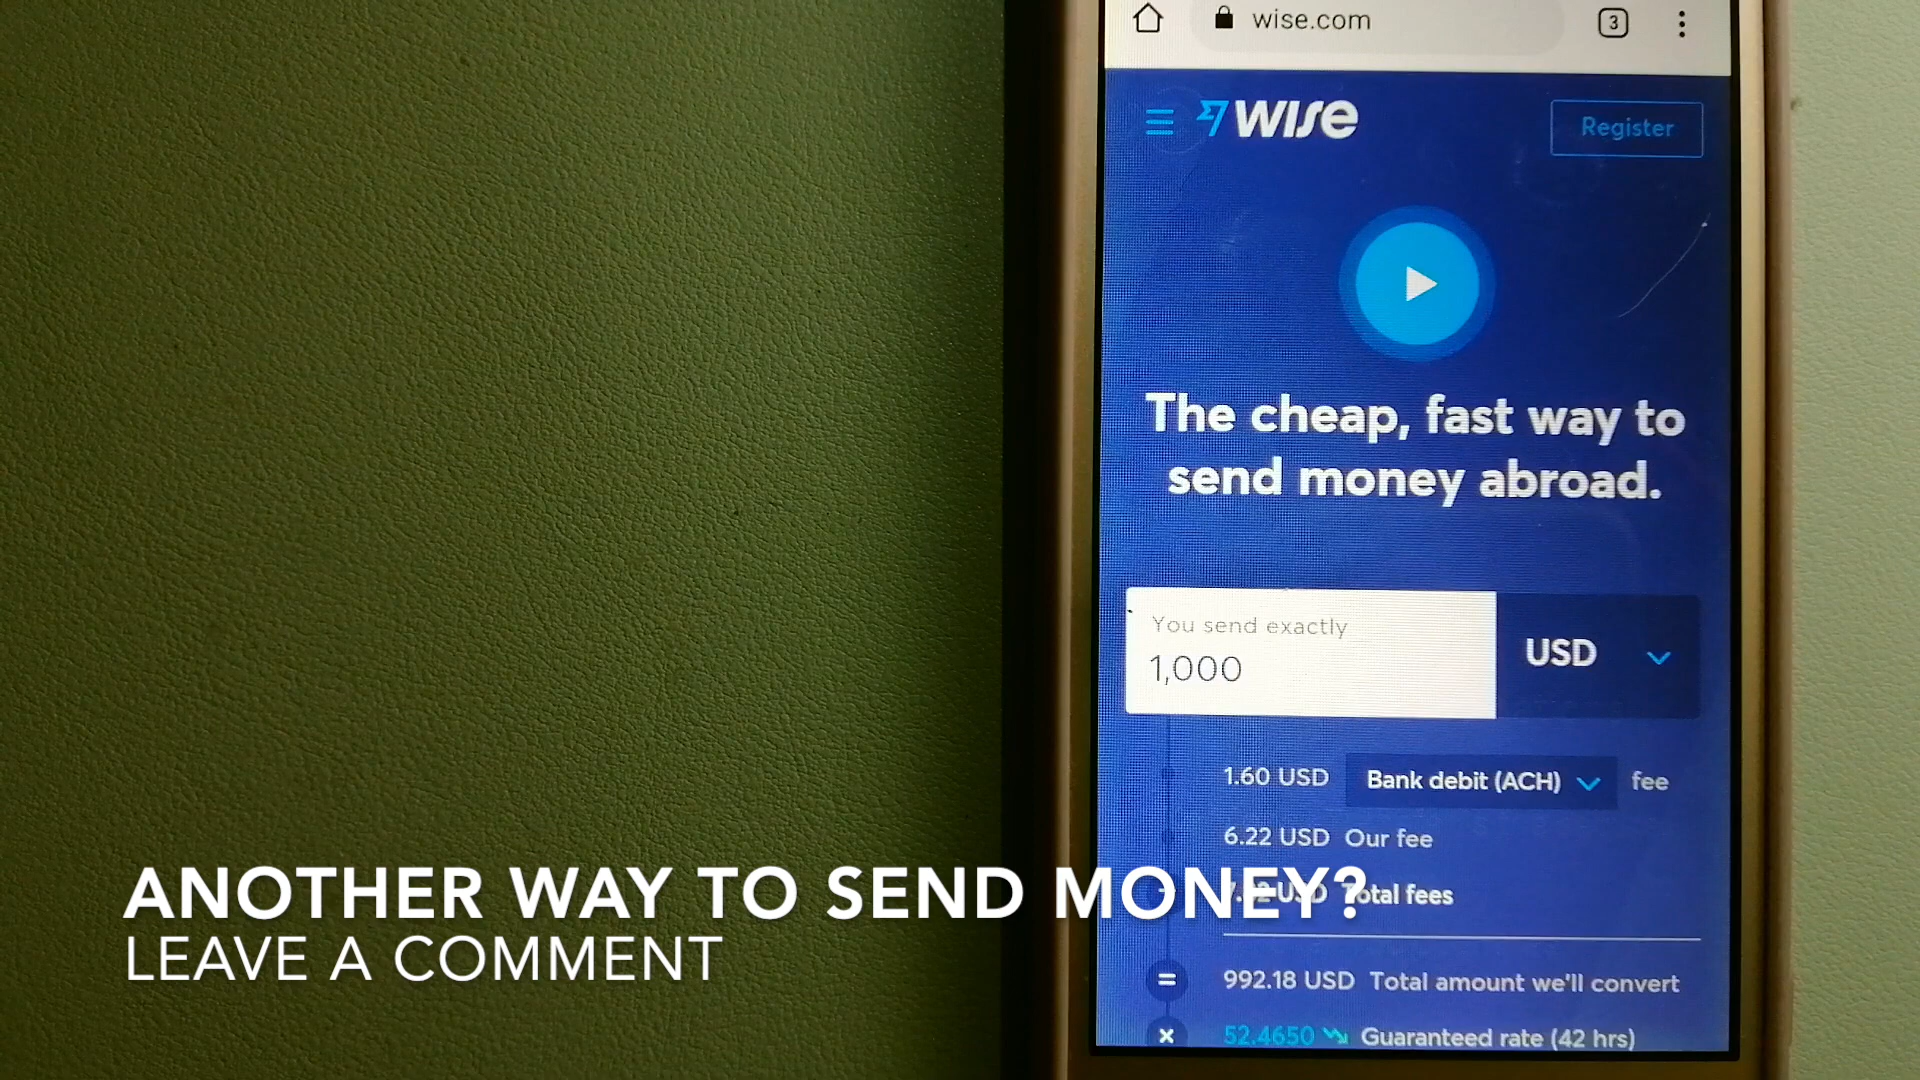 wise.com
3
wise
Register
The cheap, fast way to
send money abroad.
You send exactly
1,000
USD
1.60 USD Bank debit (ACH) fee
6.22 USD Our fee
USD Total fees
992.18 USD Total amount we'll convert
52.4650 Guaranteed rate (42 hrs)
ANOTHER WAY TO SEND MONEY?
LEAVE A COMMENT